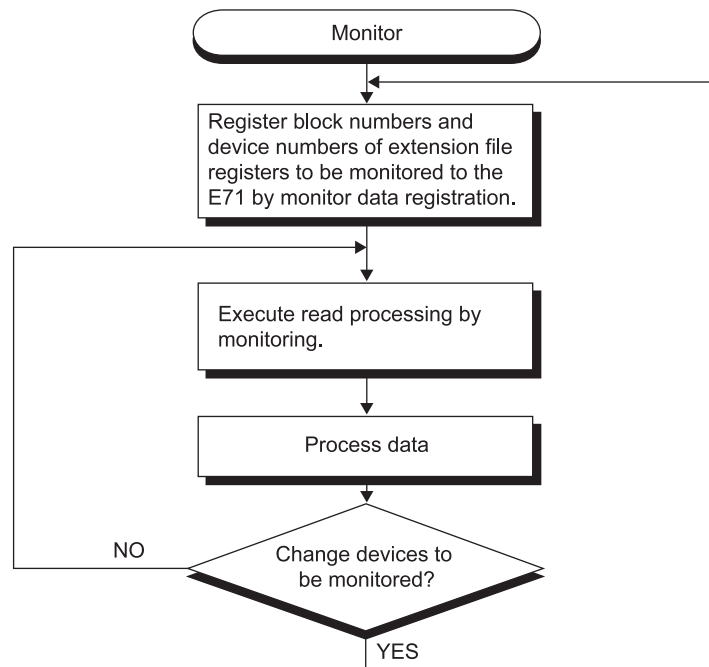 Monitor
Register block numbers and
device numbers of extension file
registers to be monitored to the
E71 by monitor data registration.
Execute read processing by
monitoring.
Process data
Change devices to
be monitored?
NO
YES